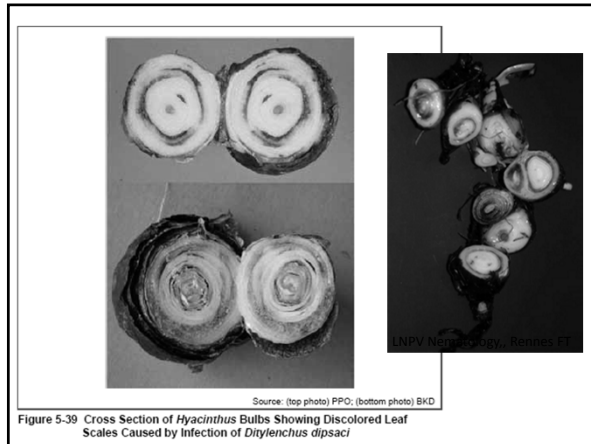 LNPV Nematology,, Rennes FT
Source: (top photo) PPO; (bottom photo) BKD
Figure 5-39 Cross Section of Hyacinthus Bulbs Showing Discolored Leaf
Scales Caused by Infection of Ditylenchus dipsaci